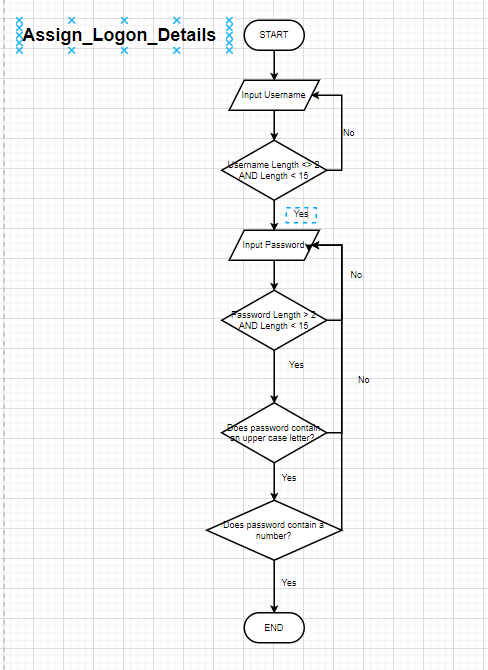 Assign_Logon_Details
START
Input Username
No
Username Length <> 2
AND Length < 15
Yes
Input Password
No
Password Length > 2
AND Length < 15
Yes
No
Does password contain
an upper case letter?
Yes
Does password contain a
number?
Yes
END